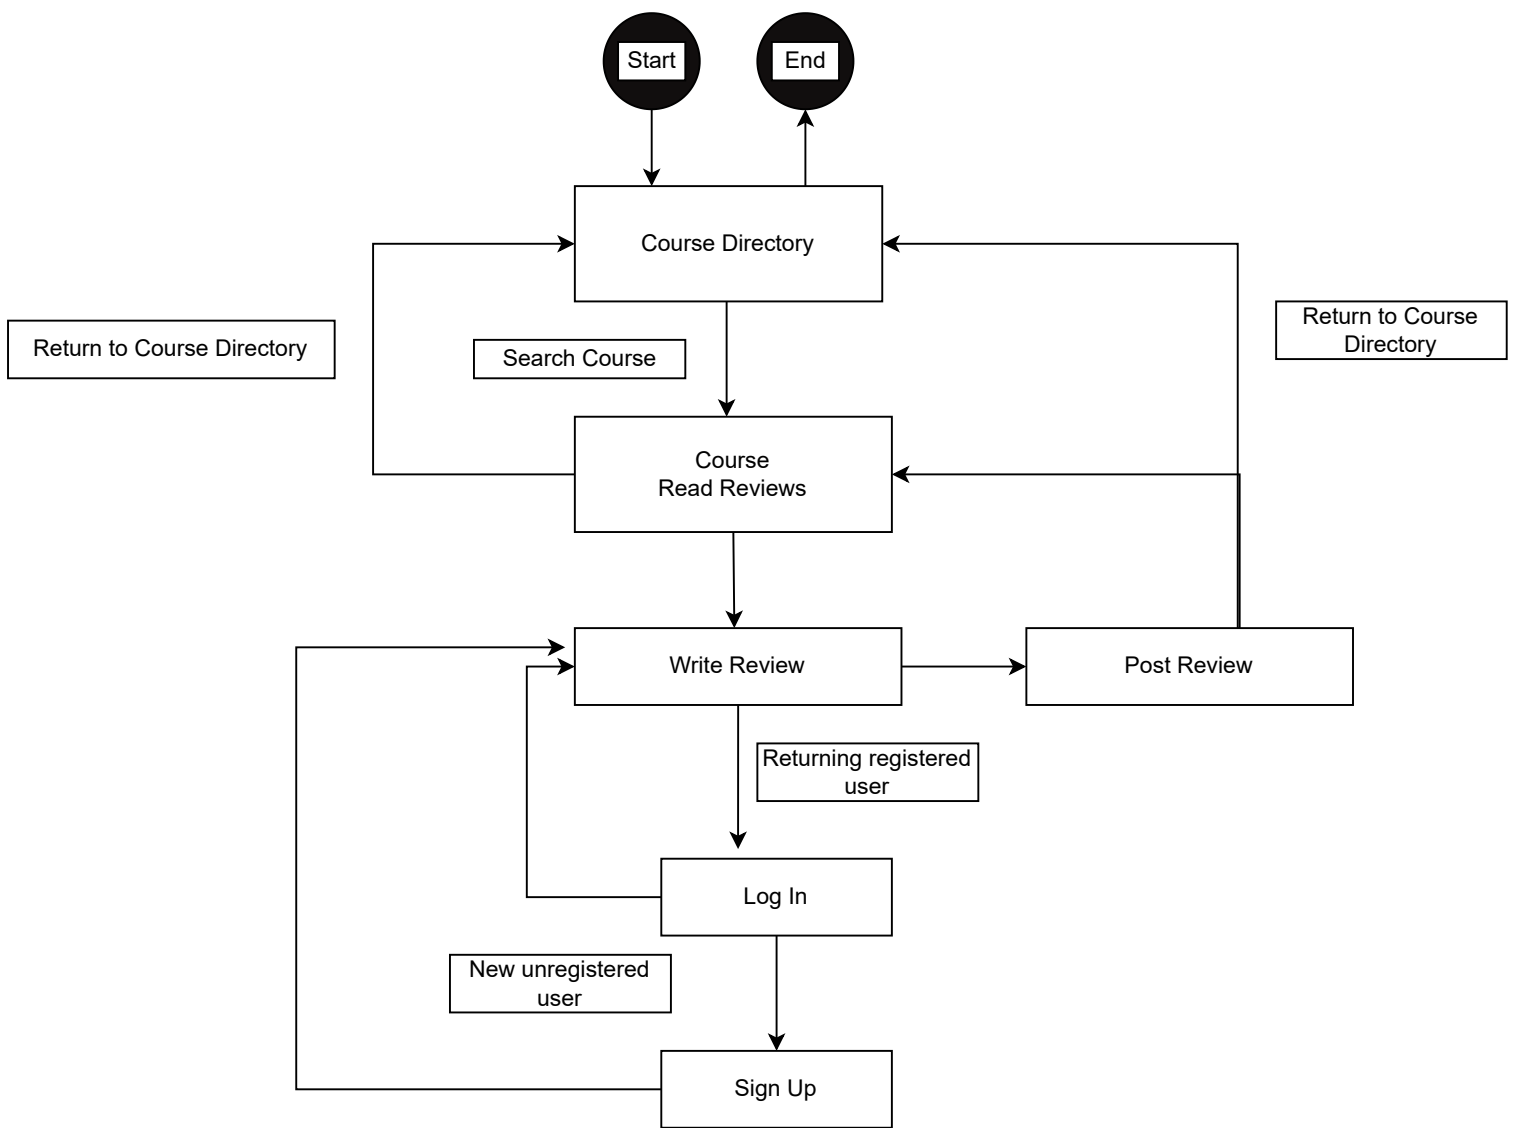 Start
End
Course Directory
Return to Course
Directory
Return to Course Directory
Search Course
Course
Read Reviews
Write Review
Post Review
Returning registered
user
Log In
New unregistered
user
Sign Up